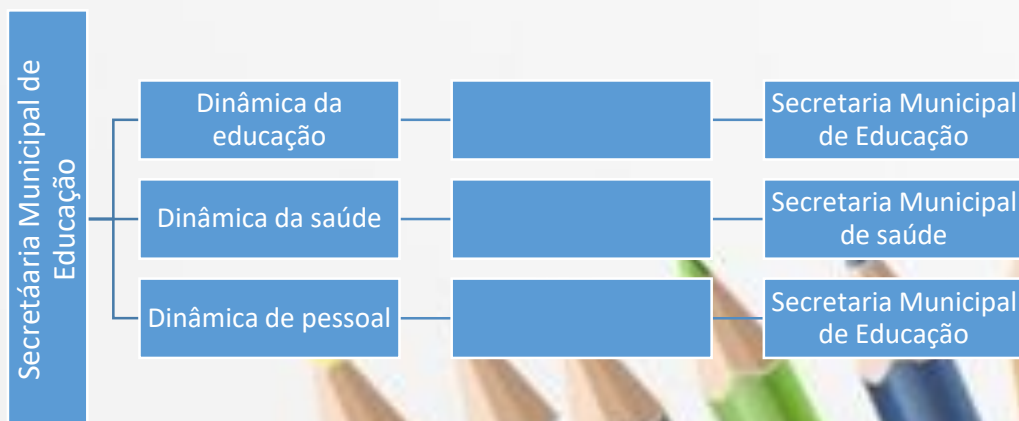 Secretáaria Municipal de
Educação
Dinâmica da
educação
Secretaria Municipal
de Educação
Dinâmica da saúde
Secretaria Municipal
de saúde
Dinâmica de pessoal
Secretaria Municipal
de Educação